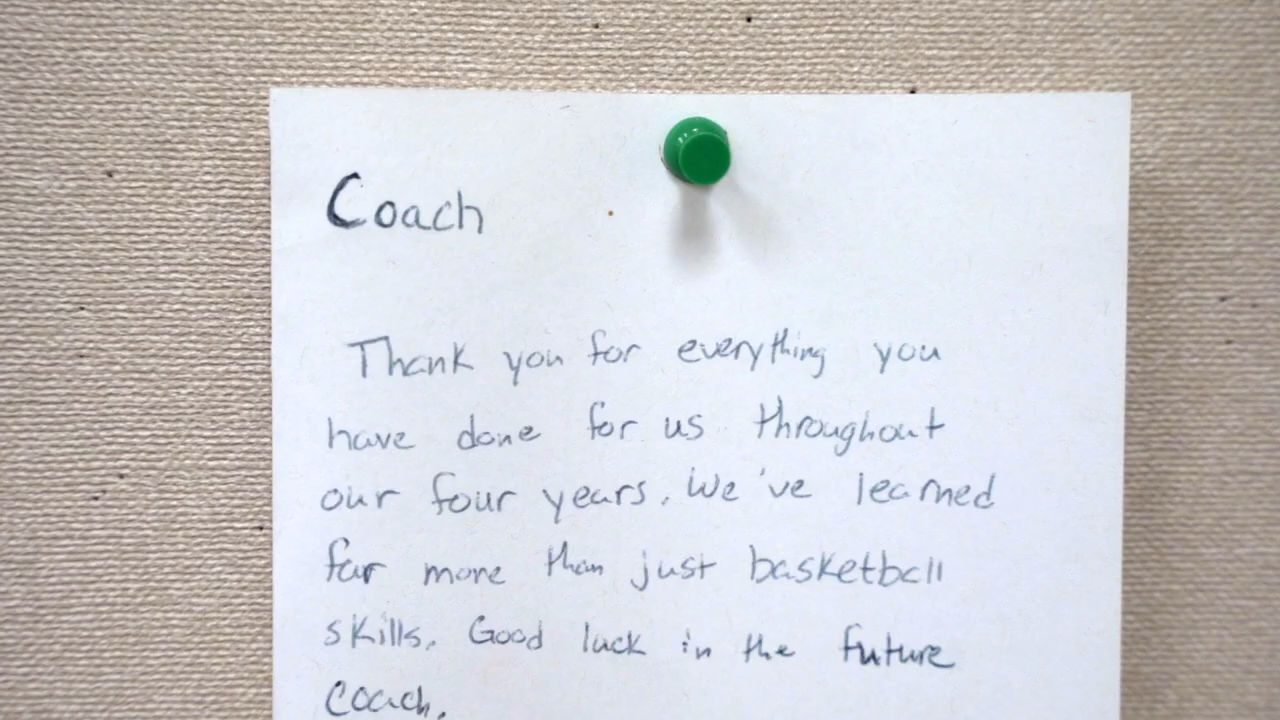 Coach
Thank you for everything you
have done for us throughout
our four years. We've learned
far more than just basketball
skills. Good luck in the future
Coach.